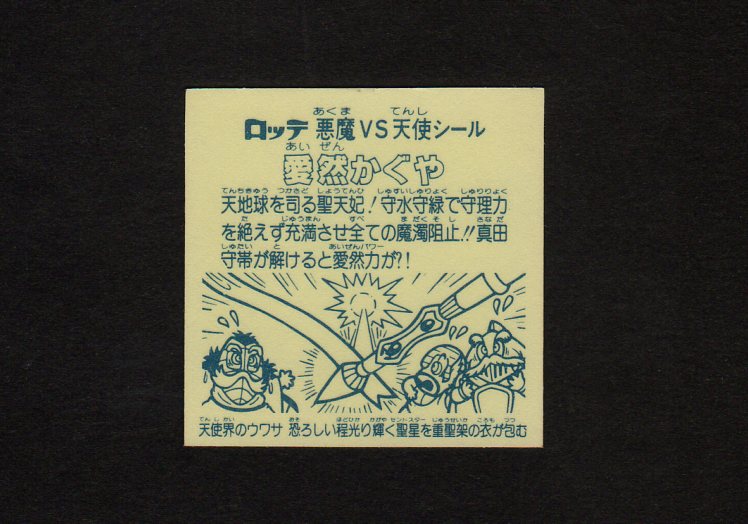 ロッテ 悪魔VS天使シール
愛然かぐや
天地球を司る聖天妃!守水守緑で守理力
を絶えず充満させ全ての魔濁阻止!!真田
守帯が解けると愛然力が?!
天使界のウワサ 恐ろしい程光り輝く聖星を重聖架の衣が包む